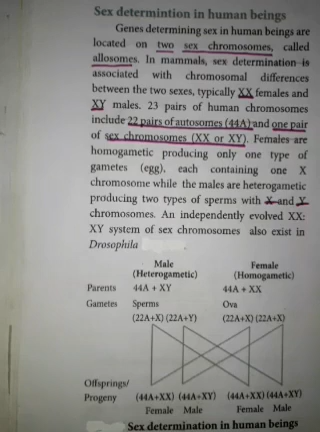 Sex determintion in human beings
Genes determining sex in human beings are
located on two sex chromosomes, called
allosomes. In mammals, sex determination is
associated with chromosomal differences
between the two sexes, typically XX females and
XY males. 23 pairs of human chromosomes
include 22 pairs of autosomes (44A) and one pair
of sex chromosomes (XX or XY). Females are
homogametic producing only one type of
gametes (egg), each containing one X
chromosome while the males are heterogametic
producing two types of sperms with X and Y
chromosomes. An independently evolved XX:
XY system of sex chromosomes also exist in
Drosophila
Male Female
(Heterogametic) (Homogametic)
Parents 44A + XY 44A + XX
Gametes Sperms Ova
(22A+X) (22A+Y) (22A+X) (22A+X)
Offsprings/
Progeny (44A+XX) (44A+XY) (44A+XX) (44A+XY)
Female Male Female Male
Sex determination in human beings